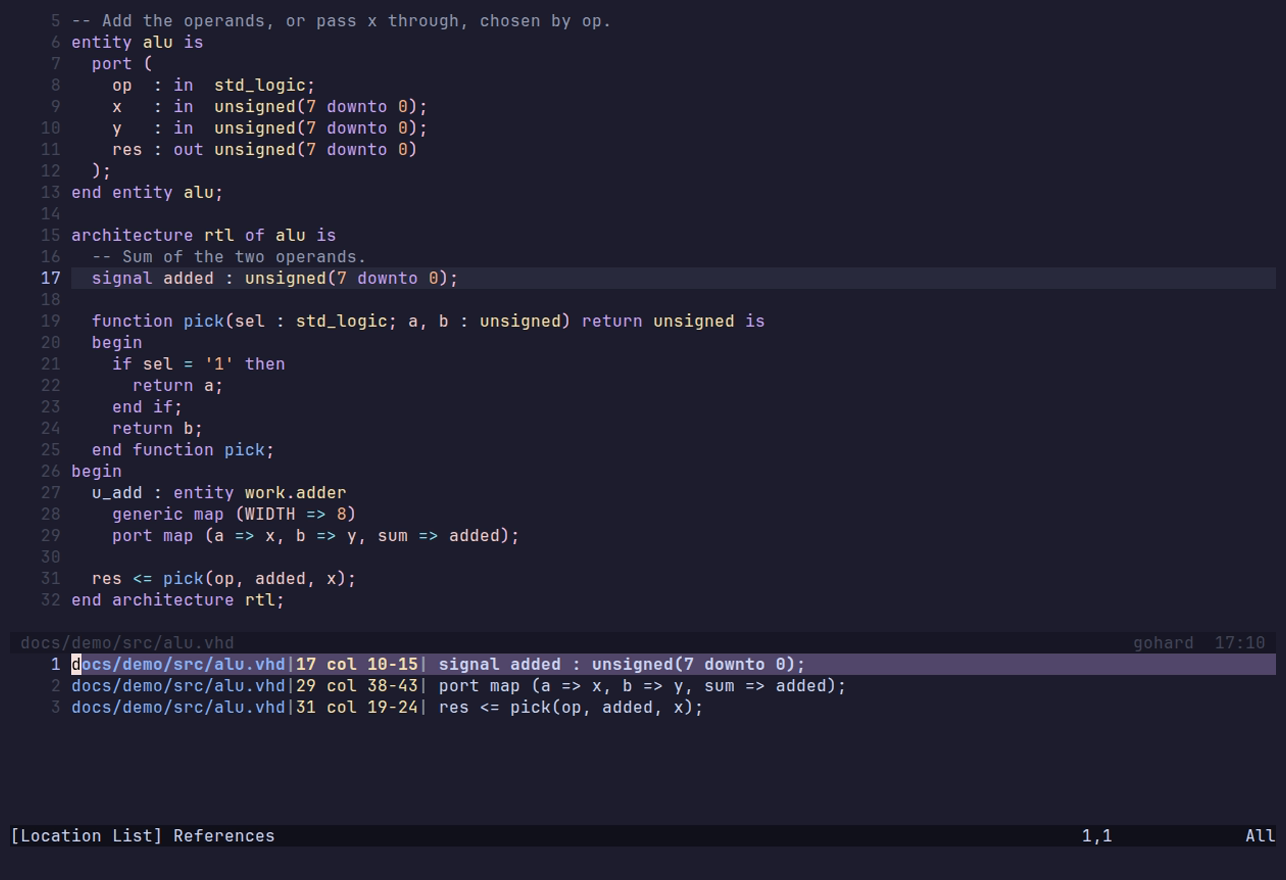 5 -- Add the operands, or pass x through, chosen by op.
6 entity alu is
7   port (
8     op  : in  std_logic;
9     x   : in  unsigned(7 downto 0);
10     y   : in  unsigned(7 downto 0);
11     res : out unsigned(7 downto 0)
12   );
13 end entity alu;
14
15 architecture rtl of alu is
16   -- Sum of the two operands.
17   signal added : unsigned(7 downto 0);
18
19   function pick(sel : std_logic; a, b : unsigned) return unsigned is
20   begin
21     if sel = '1' then
22       return a;
23     end if;
24     return b;
25   end function pick;
26 begin
27   u_add : entity work.adder
28     generic map (WIDTH => 8)
29     port map (a => x, b => y, sum => added);
30
31   res <= pick(op, added, x);
32 end architecture rtl;
docs/demo/src/alu.vhd gohard 17:10
1 docs/demo/src/alu.vhd|17 col 10-15| signal added : unsigned(7 downto 0);
2 docs/demo/src/alu.vhd|29 col 38-43| port map (a => x, b => y, sum => added);
3 docs/demo/src/alu.vhd|31 col 19-24| res <= pick(op, added, x);
[Location List] References 1,1 All